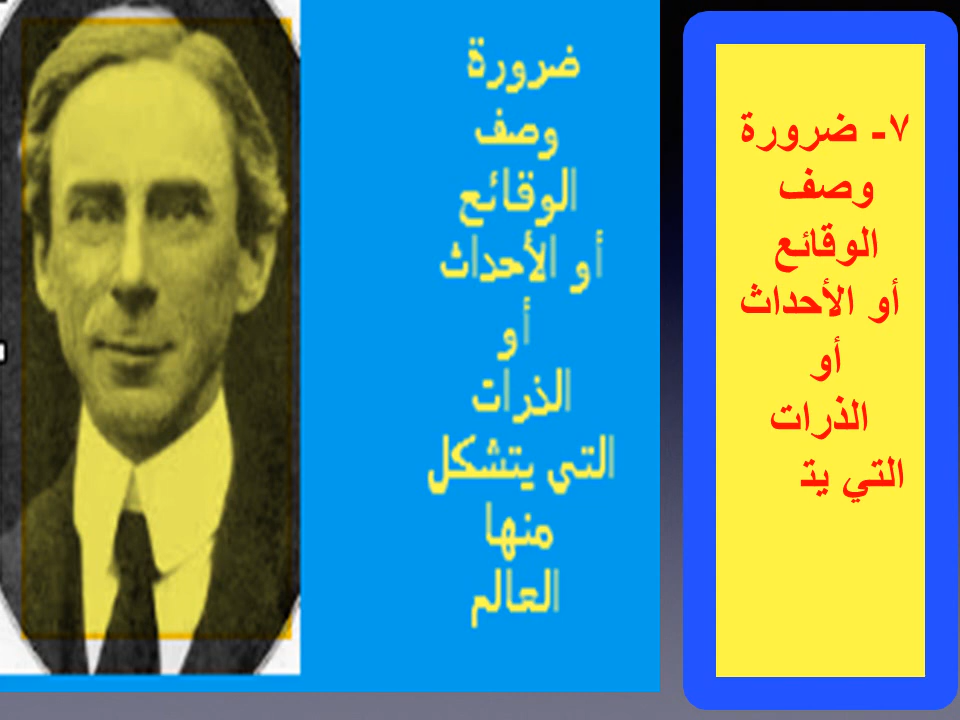 ٧- ضرورة
وصف
الوقائع
أو الأحداث
أو
الذرات
التي يتـ
ضرورة
وصف
الوقائع
أو الأحداث
أو
الذرات
التي يتشكل
منها
العالم